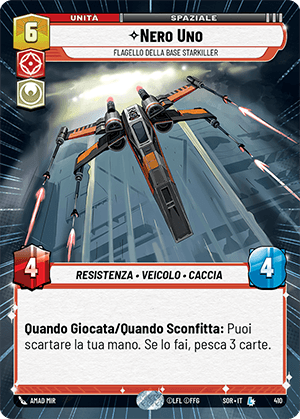 UNITÀ
SPAZIALE
6
✧NERO UNO
FLAGELLO DELLA BASE STARKILLER
4
4
RESISTENZA • VEICOLO • CACCIA
Quando Giocata/Quando Sconfitta: Puoi
scartare la tua mano. Se lo fai, pesca 3 carte.
AMAD MIR
©LFL ©FFG
SOR • IT
410